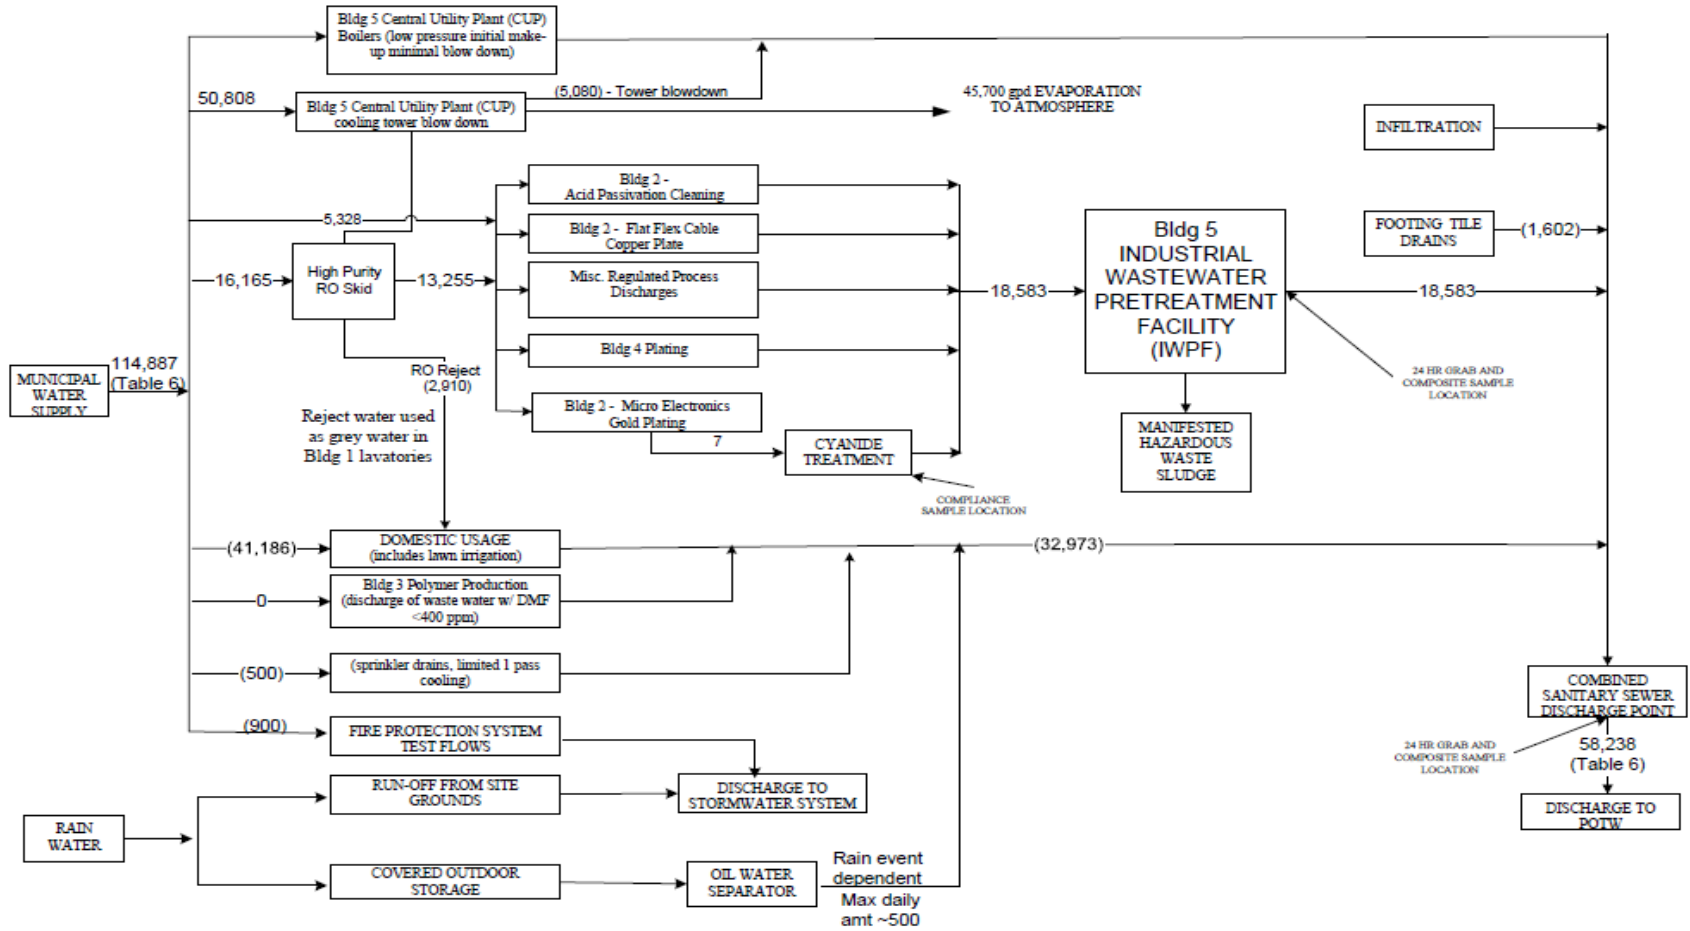 Bldg 5 Central Utility Plant (CUP)
Boilers (low pressure initial make-
up minimal blow down)
50,808
Bldg 5 Central Utility Plant (CUP)
cooling tower blow down
(5,080) - Tower blowdown
45,700 gpd EVAPORATION
TO ATMOSPHERE
INFILTRATION
Bldg 2 -
Acid Passivation Cleaning
5,328
Bldg 2 - Flat Flex Cable
Copper Plate
FOOTING TILE
DRAINS
(1,602)
16,165
High Purity
RO Skid
13,255
Misc. Regulated Process
Discharges
18,583
Bldg 5
INDUSTRIAL
WASTEWATER
PRETREATMENT
FACILITY
(IWPF)
18,583
Bldg 4 Plating
24 HR GRAB AND
COMPOSITE SAMPLE
LOCATION
MUNICIPAL
WATER
SUPPLY
114,887
(Table 6)
RO Reject
(2,910)
Reject water used
as grey water in
Bldg 1 lavatories
Bldg 2 - Micro Electronics
Gold Plating
7
CYANIDE
TREATMENT
COMPLIANCE
SAMPLE LOCATION
MANIFESTED
HAZARDOUS
WASTE
SLUDGE
(41,186)
DOMESTIC USAGE
(includes lawn irrigation)
(32,973)
0
Bldg 3 Polymer Production
(discharge of waste water w/ DMF
<400 ppm)
(500)
(sprinkler drains, limited 1 pass
cooling)
(900)
FIRE PROTECTION SYSTEM
TEST FLOWS
COMBINED
SANITARY SEWER
DISCHARGE POINT
24 HR GRAB AND
COMPOSITE SAMPLE
LOCATION
58,238
(Table 6)
DISCHARGE TO
POTW
RAIN
WATER
RUN-OFF FROM SITE
GROUNDS
DISCHARGE TO
STORMWATER SYSTEM
COVERED OUTDOOR
STORAGE
OIL WATER
SEPARATOR
Rain event
dependent
Max daily
amt ~500